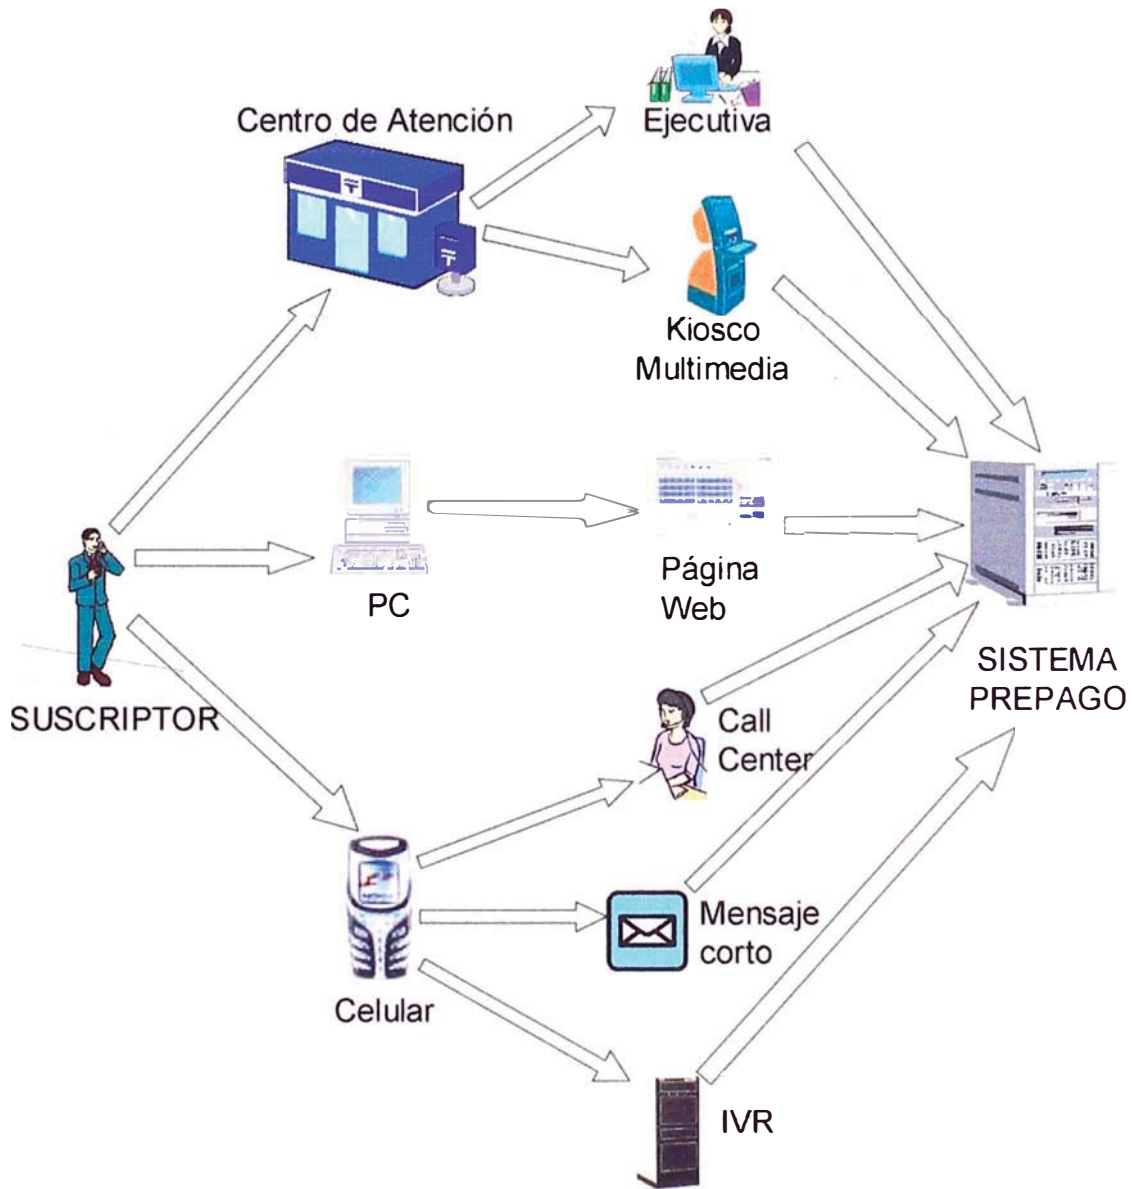 Ejecutiva
Centro de Atención
Kiosco
Multimedia
PC
Página
Web
SISTEMA
PREPAGO
SUSCRIPTOR
Call
Center
Mensaje
corto
Celular
IVR